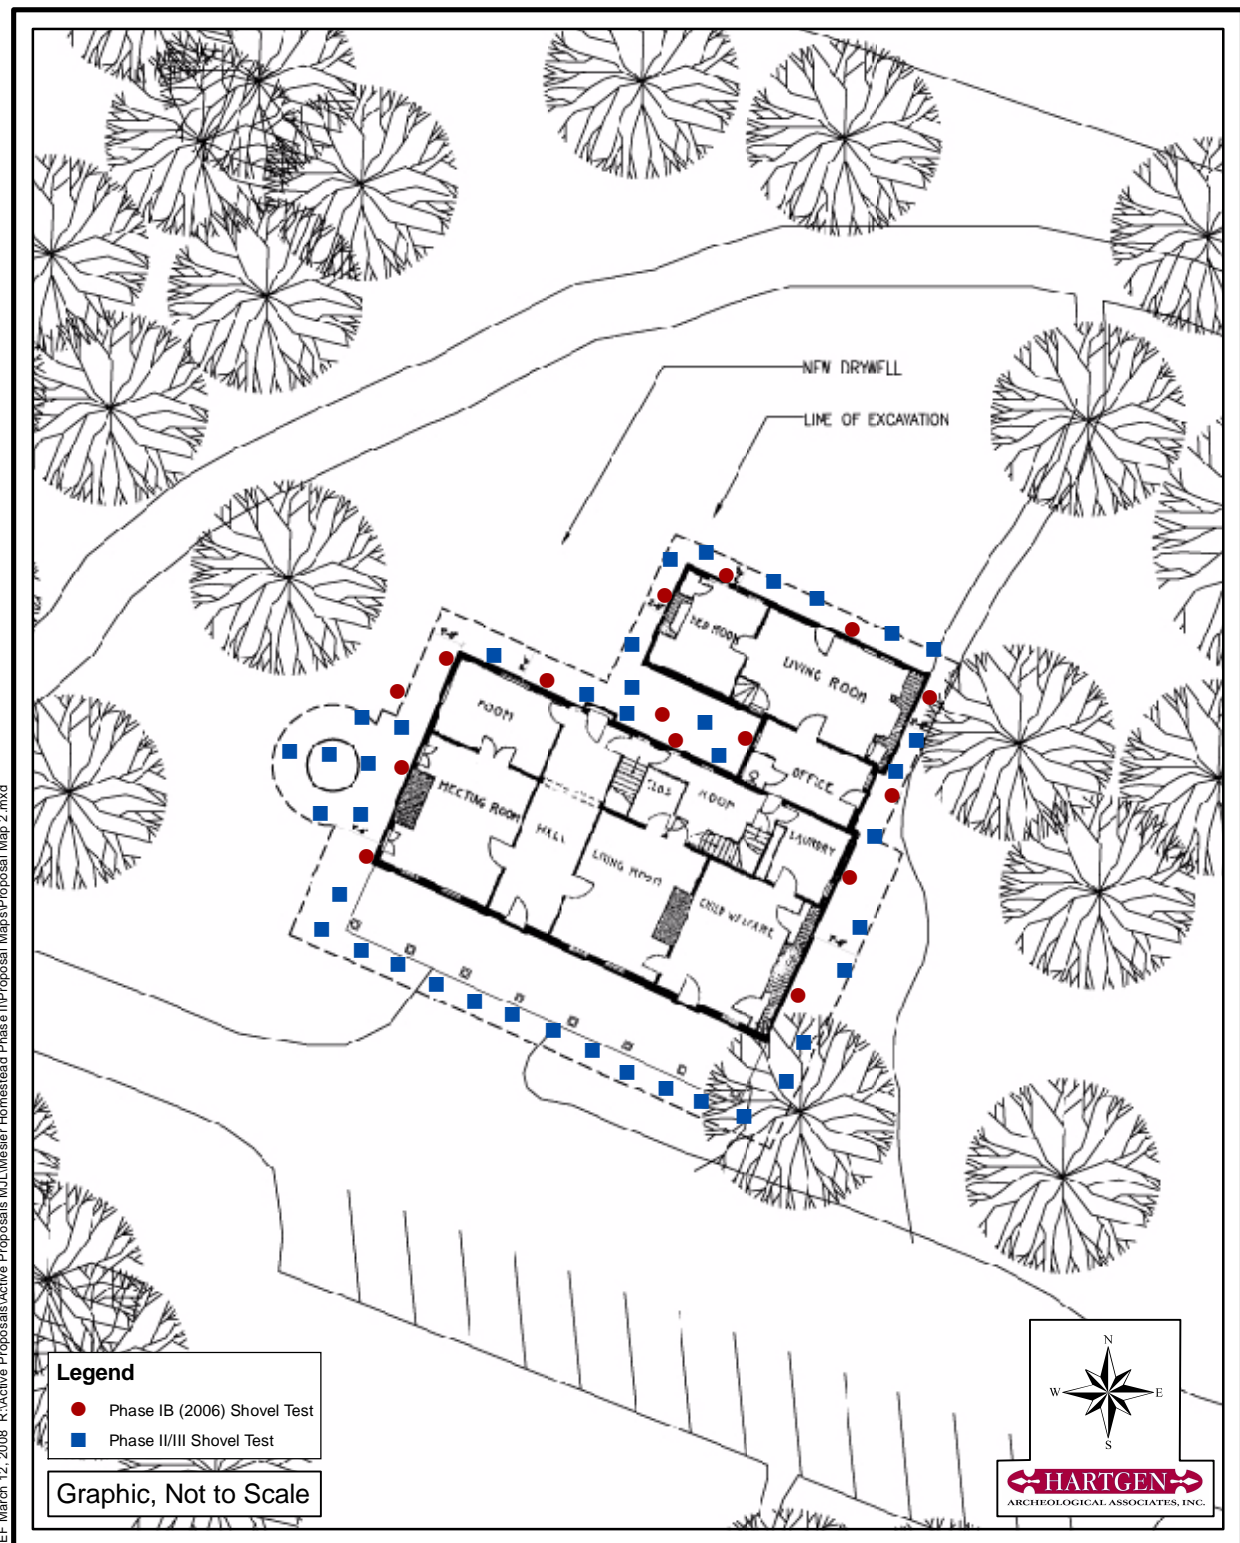 NEW DRYWELL
LINE OF EXCAVATION
BED ROOM
LIVING ROOM
ROOM
OFFICE
MEETING ROOM
HALL
CLOS
ROOM
LAUNDRY
LIVING ROOM
CHILD WELFARE
Legend
Phase IB (2006) Shovel Test
Phase II/III Shovel Test
Graphic, Not to Scale
N
W
E
S
HARTGEN
ARCHEOLOGICAL ASSOCIATES, INC.
EF March 12, 2008 R:\Active Proposals\Active Proposals MJL\Mesier Homestead Phase II\Proposal Maps\Proposal Map 2.mxd